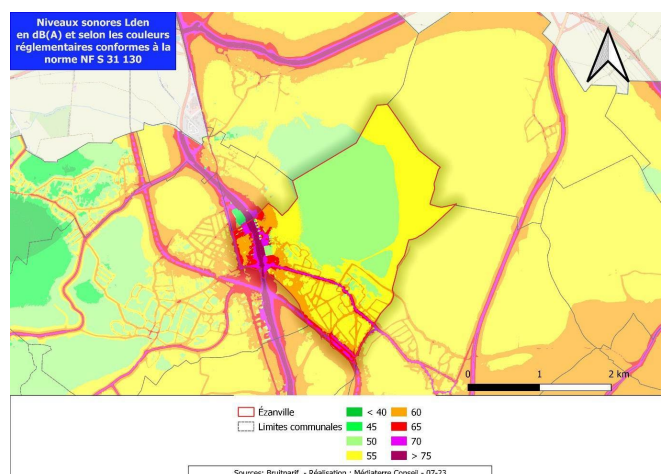 Niveaux sonores Lden
en dB(A) et selon les couleurs
réglementaires conformes à la
norme NF S 31 130
0 1 2 km
Ézanville
Limites communales
< 40
45
50
55
60
65
70
> 75
Sources: Bruitparif - Réalisation : Médiaterre Conseil - 07-23